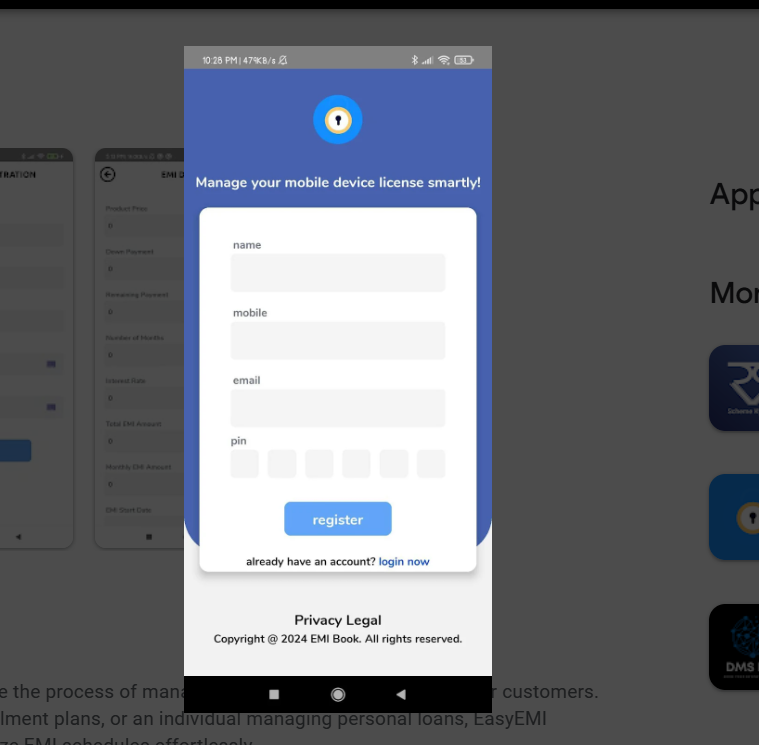 10:28 PM | 479KB/s
Manage your mobile device license smartly!
name
mobile
email
pin
register
already have an account? login now
Privacy Legal
Copyright @ 2024 EMI Book. All rights reserved.
TRATION
EMI D
Product Price
0
Down Payment
0
Remaining Payment
0
Number of Months
0
Interest Rate
0
Total EMI Amount
0
Monthly EMI Amount
0
EMI Start Date
App
Mor
DMS
e the process of mana r customers.
llment plans, or an individual managing personal loans, EasyEMI
ze EMI schedules effortlessly